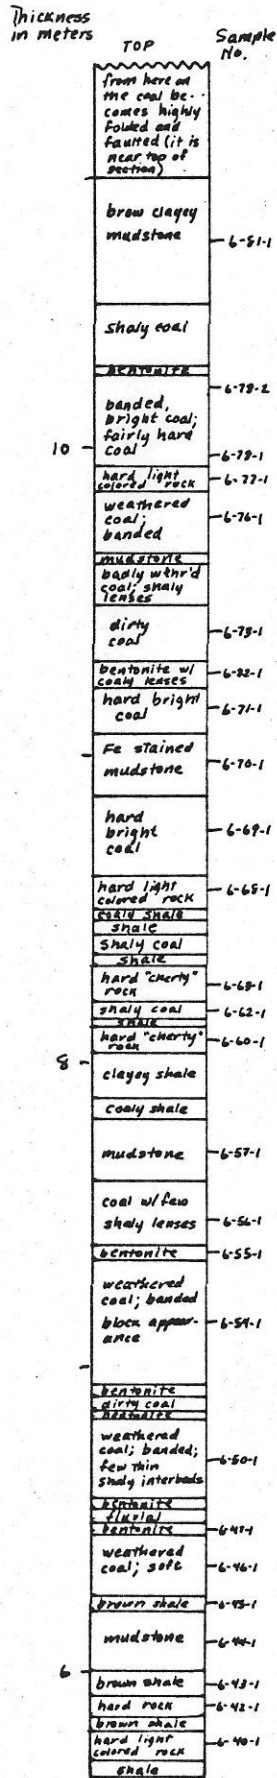 Thickness
in meters
TOP
Sample
No.
from here on
the coal be-
comes highly
folded and
faulted (it is
near top of
section)
brow clayey
mudstone
6-81-1
Shaly coal
bentonite
6-79-2
banded,
bright coal;
fairly hard
coal
10
6-79-1
hard light
colored rock
6-77-1
weathered
coal;
banded
6-76-1
mudstone
badly wthr'd
coal; shaly
lenses
dirty
coal
6-73-1
bentonite w/
coaly lenses
6-72-1
hard bright
coal
6-71-1
Fe stained
mudstone
6-70-1
hard
bright
coal
6-69-1
hard light
colored rock
6-68-1
coaly shale
shale
Shaly coal
shale
hard "cherty"
rock
6-63-1
shaly coal
6-62-1
shale
hard "cherty"
rock
6-60-1
8
clayey shale
coaly shale
mudstone
6-57-1
coal w/ few
shaly lenses
6-56-1
bentonite
6-55-1
weathered
coal; banded
block appear-
ance
6-54-1
bentonite
dirty coal
bentonite
weathered
coal; banded;
few thin
shaly interbeds
6-50-1
bentonite
fluvial
bentonite
6-47-1
weathered
coal; soft
6-46-1
brown shale
6-45-1
mudstone
6-44-1
6
brown shale
6-43-1
hard rock
6-42-1
brown shale
hard light
colored rock
6-40-1
shale